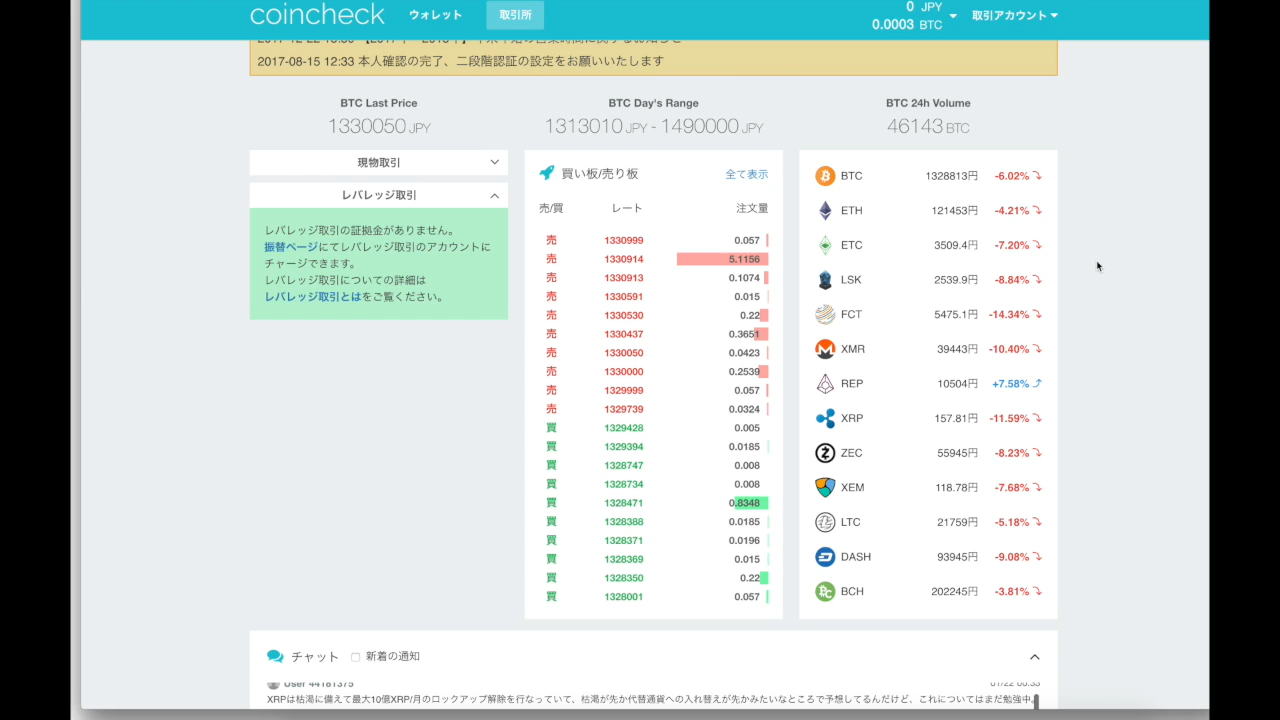 coincheck
ウォレット
取引所
0 JPY
0.0003 BTC
取引アカウント
2017-08-15 12:33 本人確認の完了、二段階認証の設定をお願いいたします
BTC Last Price
1330050 JPY
BTC Day's Range
1313010 JPY - 1490000 JPY
BTC 24h Volume
46143 BTC
現物取引
レバレッジ取引
レバレッジ取引の証拠金がありません。
振替ページにてレバレッジ取引のアカウントに
チャージできます。
レバレッジ取引についての詳細は
レバレッジ取引とはをご覧ください。
買い板/売り板 全て表示
売/買 レート 注文量
売 1330999 0.057
売 1330914 5.1156
売 1330913 0.1074
売 1330591 0.015
売 1330530 0.22
売 1330437 0.3651
売 1330050 0.0423
売 1330000 0.2539
売 1329999 0.057
売 1329739 0.0324
買 1329428 0.005
買 1329394 0.0185
買 1328747 0.008
買 1328734 0.008
買 1328471 0.8348
買 1328388 0.0185
買 1328371 0.0196
買 1328369 0.015
買 1328350 0.22
買 1328001 0.057
BTC 1328813円 -6.02%
ETH 121453円 -4.21%
ETC 3509.4円 -7.20%
LSK 2539.9円 -8.84%
FCT 5475.1円 -14.34%
XMR 39443円 -10.40%
REP 10504円 +7.58%
XRP 157.81円 -11.59%
ZEC 55945円 -8.23%
XEM 118.78円 -7.68%
LTC 21759円 -5.18%
DASH 93945円 -9.08%
BCH 202245円 -3.81%
チャット 新着の通知
User 44181375
XRPは枯渇に備えて最大10億XRP/月のロックアップ解除を行なっていて、枯渇が先か代替通貨への入れ替えが先かみたいなところで予想してるんだけど、これについてはまだ勉強中。